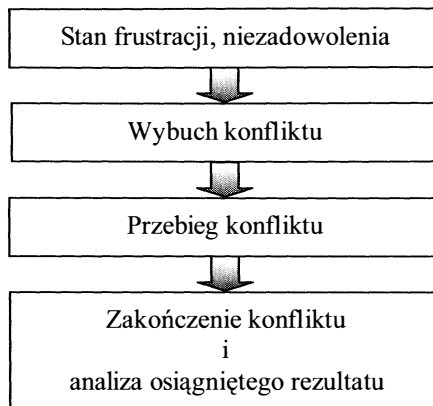 Stan frustracji, niezadowolenia
Wybuch konfliktu
Przebieg konfliktu
Zakończenie konfliktu
i
analiza osiągniętego rezultatu